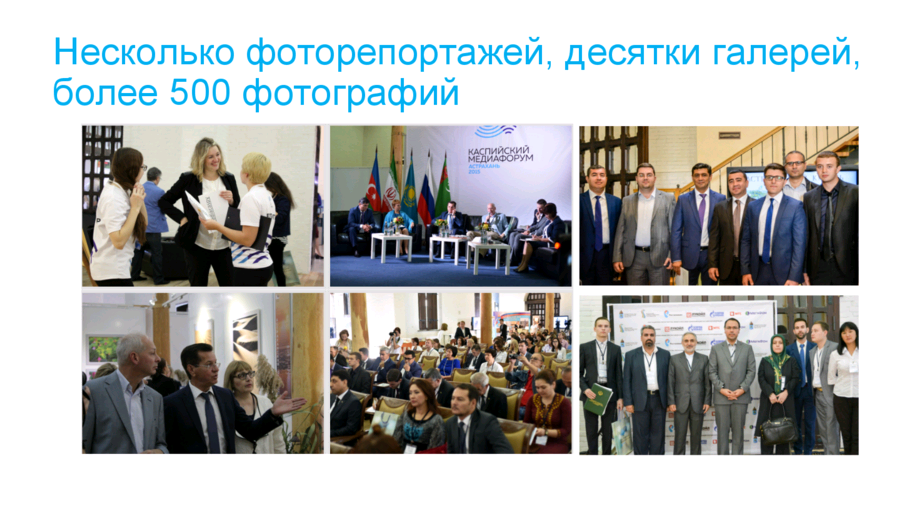 Несколько фоторепортажей, десятки галерей,
более 500 фотографий
КАСПИЙСКИЙ
МЕДИАФОРУМ
АСТРАХАНЬ